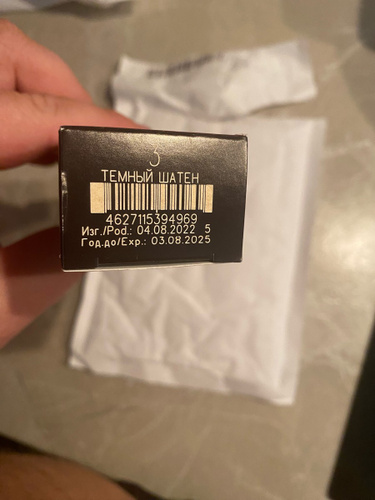 3
ТЕМНЫЙ ШАТЕН
4627115394969
Изг./Pod.: 04.08.2022 5
Год.до/Exp.: 03.08.2025